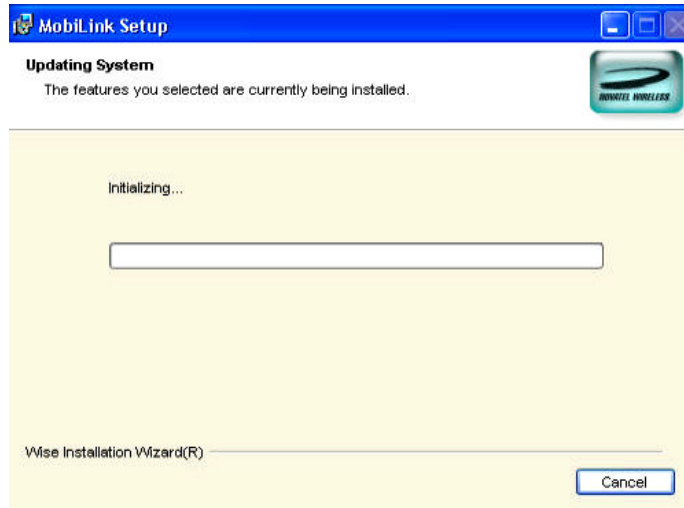 MobiLink Setup
Updating System
The features you selected are currently being installed.
NOVATEL WIRELESS
Initializing...
Wise Installation Wizard(R)
Cancel